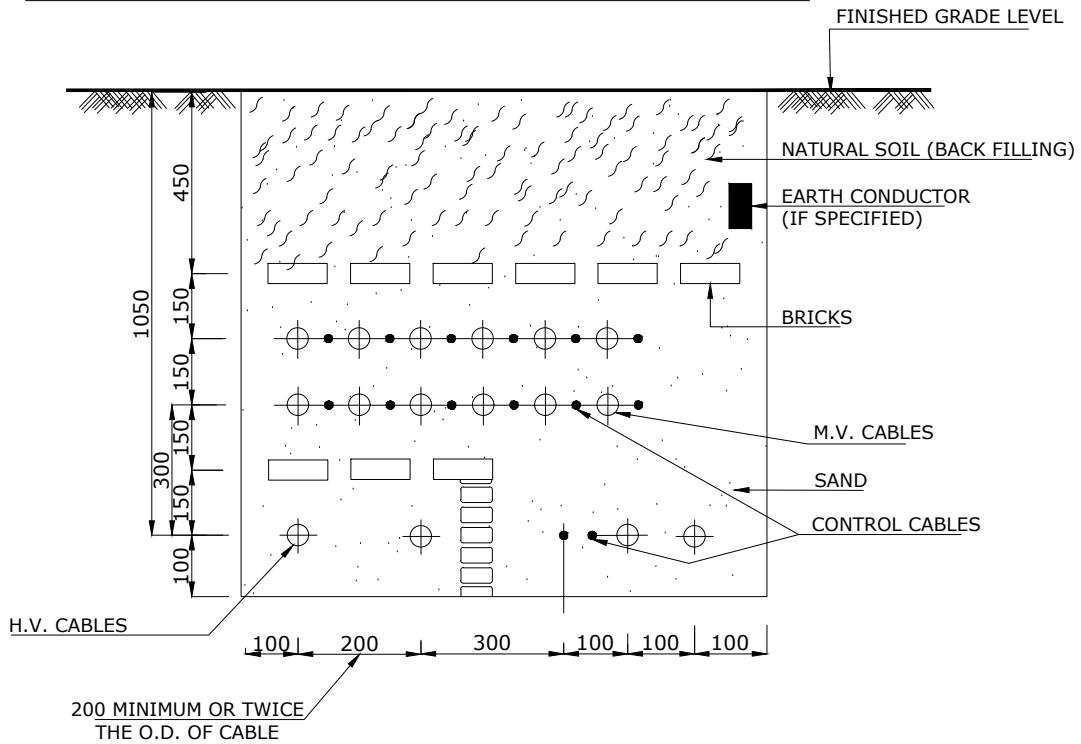 FINISHED GRADE LEVEL
NATURAL SOIL (BACK FILLING)
EARTH CONDUCTOR
(IF SPECIFIED)
450
1050
150
BRICKS
150
M.V. CABLES
150
300
SAND
150
CONTROL CABLES
100
H.V. CABLES
100
200
300
100
100
100
200 MINIMUM OR TWICE
THE O.D. OF CABLE